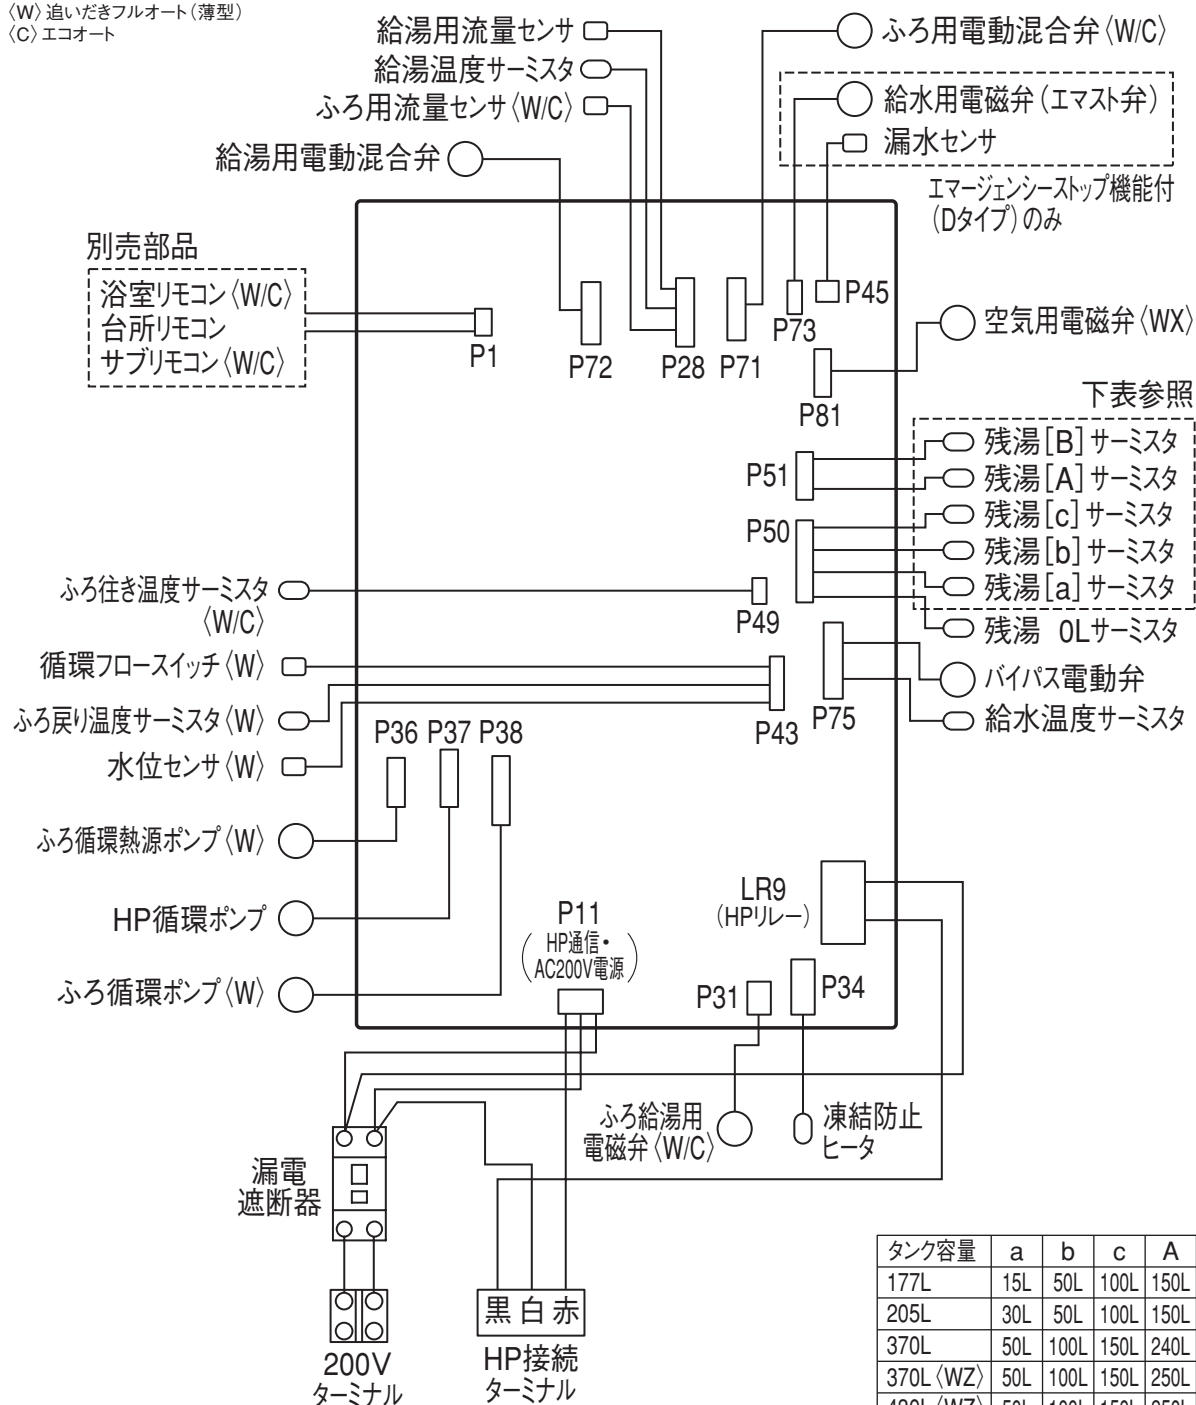 〈W〉追いだきフルオート(薄型)
〈C〉エコオート
給湯用流量センサ
給湯温度サーミスタ
ふろ用流量センサ〈W/C〉
給湯用電動混合弁
ふろ用電動混合弁〈W/C〉
給水用電磁弁(エマスト弁)
漏水センサ
エマージェンシーストップ機能付
(Dタイプ)のみ
別売部品
浴室リモコン〈W/C〉
台所リモコン
サブリモコン〈W/C〉
P1
P72
P28
P71
P73
P45
P81
空気用電磁弁〈WX〉
下表参照
P51
残湯[B]サーミスタ
残湯[A]サーミスタ
P50
残湯[c]サーミスタ
残湯[b]サーミスタ
残湯[a]サーミスタ
残湯 0Lサーミスタ
ふろ往き温度サーミスタ
〈W/C〉
P49
循環フロースイッチ〈W〉
ふろ戻り温度サーミスタ〈W〉
水位センサ〈W〉
P43
P75
バイパス電動弁
給水温度サーミスタ
P36 P37 P38
ふろ循環熱源ポンプ〈W〉
HP循環ポンプ
ふろ循環ポンプ〈W〉
P11
(HP通信・
AC200V電源)
LR9
(HPリレー)
P31
P34
ふろ給湯用
電磁弁〈W/C〉
凍結防止
ヒータ
漏電
遮断器
200V
ターミナル
黒 白 赤
HP接続
ターミナル
タンク容量 a b c A
177L 15L 50L 100L 150L
205L 30L 50L 100L 150L
370L 50L 100L 150L 240L
370L〈WZ〉 50L 100L 150L 250L